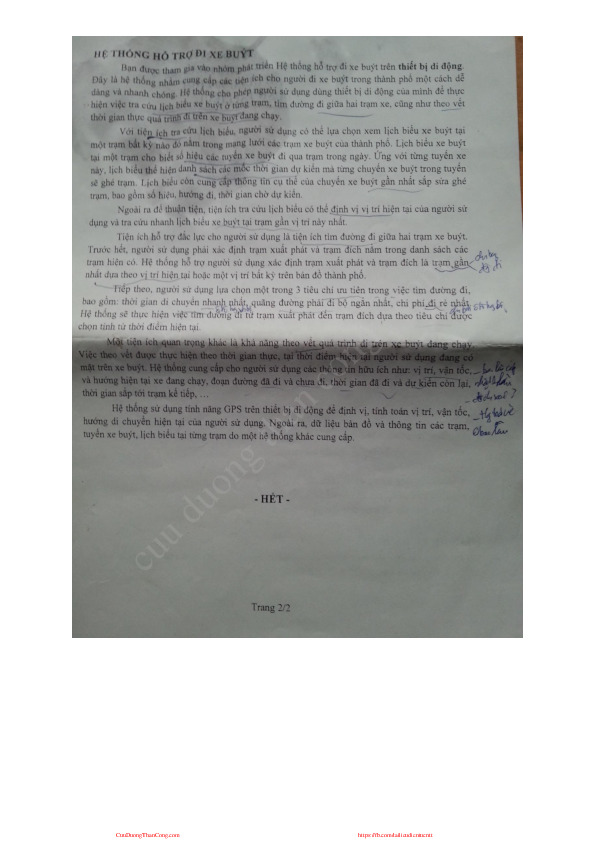 HỆ THỐNG HỖ TRỢ ĐI XE BUÝT
Bạn được tham gia vào nhóm phát triển Hệ thống hỗ trợ đi xe buýt trên thiết bị di động.
Đây là hệ thống nhằm cung cấp các tiện ích cho người đi xe buýt trong thành phố một cách dễ
dàng và nhanh chóng. Hệ thống cho phép người sử dụng dùng thiết bị di động của mình để thực
hiện việc tra cứu lịch biểu xe buýt ở từng trạm, tìm đường đi giữa hai trạm xe, cũng như theo vết
thời gian thực quá trình đi trên xe buýt đang chạy.
Với tiện ích tra cứu lịch biểu, người sử dụng có thể lựa chọn xem lịch biểu xe buýt tại
một trạm bất kỳ nào đó nằm trong mạng lưới các trạm xe buýt của thành phố. Lịch biểu xe buýt
tại một trạm cho biết số hiệu các tuyến xe buýt đi qua trạm trong ngày. Ứng với từng tuyến xe
này, lịch biểu thể hiện danh sách các mốc thời gian dự kiến mà từng chuyến xe buýt trong tuyến
sẽ ghé trạm. Lịch biểu còn cung cấp thông tin cụ thể của chuyến xe buýt gần nhất sắp sửa ghé
trạm, bao gồm số hiệu, hướng đi, thời gian chờ dự kiến.
Ngoài ra để thuận tiện, tiện ích tra cứu lịch biểu có thể định vị vị trí hiện tại của người sử
dụng và tra cứu nhanh lịch biểu xe buýt tại trạm gần vị trí này nhất.
Tiện ích hỗ trợ đắc lực cho người sử dụng là tiện ích tìm đường đi giữa hai trạm xe buýt.
Trước hết, người sử dụng phải xác định trạm xuất phát và trạm đích nằm trong danh sách các
trạm hiện có. Hệ thống hỗ trợ người sử dụng xác định trạm xuất phát và trạm đích là trạm gần
nhất dựa theo vị trí hiện tại hoặc một vị trí bất kỳ trên bản đồ thành phố.
Tiếp theo, người sử dụng lựa chọn một trong 3 tiêu chí ưu tiên trong việc tìm đường đi,
bao gồm: thời gian di chuyển nhanh nhất, quãng đường phải đi bộ ngắn nhất, chi phí đi rẻ nhất.
Hệ thống sẽ thực hiện việc tìm đường đi từ trạm xuất phát đến trạm đích dựa theo tiêu chí được
chọn tính từ thời điểm hiện tại.
Một tiện ích quan trọng khác là khả năng theo vết quá trình đi trên xe buýt đang chạy.
Việc theo vết được thực hiện theo thời gian thực, tại thời điểm hiện tại người sử dụng đang có
mặt trên xe buýt. Hệ thống cung cấp cho người sử dụng các thông tin hữu ích như: vị trí, vận tốc,
và hướng hiện tại xe đang chạy, đoạn đường đã đi và chưa đi, thời gian đã đi và dự kiến còn lại,
thời gian sắp tới trạm kế tiếp, …
Hệ thống sử dụng tính năng GPS trên thiết bị di động để định vị, tính toán vị trí, vận tốc,
hướng di chuyển hiện tại của người sử dụng. Ngoài ra, dữ liệu bản đồ và thông tin các trạm,
tuyến xe buýt, lịch biểu tại từng trạm do một hệ thống khác cung cấp.
cuu duong
- HẾT -
Trang 2/2
CuuDuongThanCong.com https://fb.com/tailieudientucntt